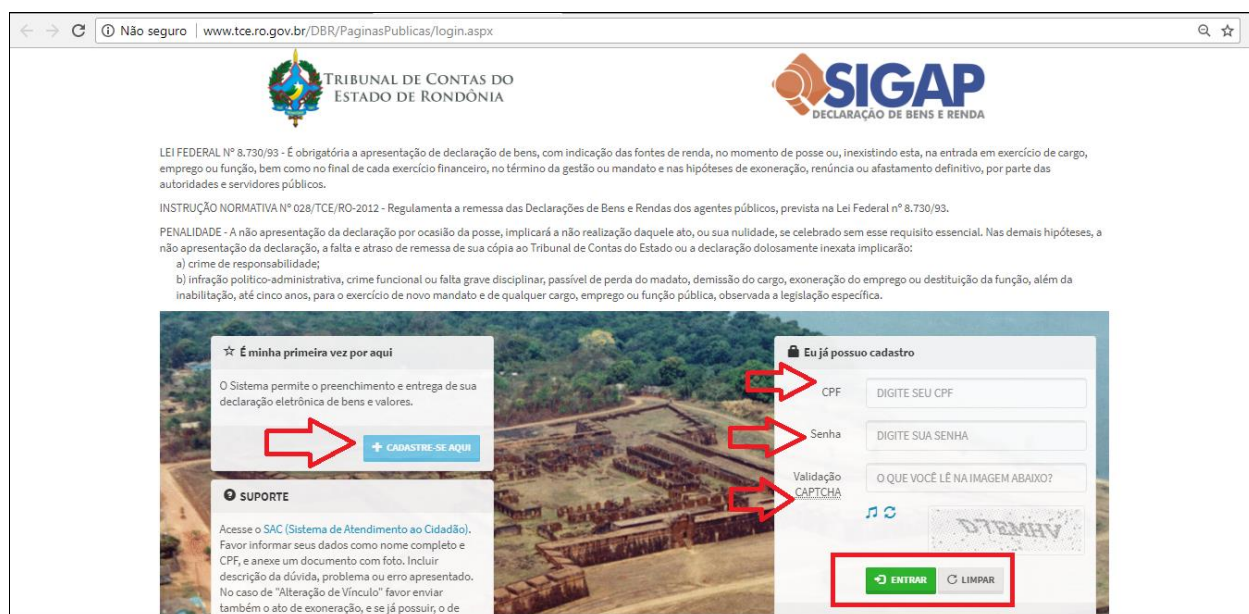 Não seguro | www.tce.ro.gov.br/DBR/PaginasPublicas/login.aspx
TRIBUNAL DE CONTAS DO
ESTADO DE RONDÔNIA
SIGAP
DECLARAÇÃO DE BENS E RENDA
LEI FEDERAL Nº 8.730/93 - É obrigatória a apresentação de declaração de bens, com indicação das fontes de renda, no momento de posse ou, inexistindo esta, na entrada em exercício de cargo,
emprego ou função, bem como no final de cada exercício financeiro, no término da gestão ou mandato e nas hipóteses de exoneração, renúncia ou afastamento definitivo, por parte das
autoridades e servidores públicos.
INSTRUÇÃO NORMATIVA Nº 028/TCE/RO-2012 - Regulamenta a remessa das Declarações de Bens e Rendas dos agentes públicos, prevista na Lei Federal nº 8.730/93.
PENALIDADE - A não apresentação da declaração por ocasião da posse, implicará a não realização daquele ato, ou sua nulidade, se celebrado sem esse requisito essencial. Nas demais hipóteses, a
não apresentação da declaração, a falta e atraso de remessa de sua cópia ao Tribunal de Contas do Estado ou a declaração dolosamente inexata implicarão:
a) crime de responsabilidade;
b) infração politico-administrativa, crime funcional ou falta grave disciplinar, passível de perda do madato, demissão do cargo, exoneração do emprego ou destituição da função, além da
inabilitação, até cinco anos, para o exercício de novo mandato e de qualquer cargo, emprego ou função pública, observada a legislação específica.
É minha primeira vez por aqui
O Sistema permite o preenchimento e entrega de sua
declaração eletrônica de bens e valores.
+ CADASTRE-SE AQUI
SUPORTE
Acesse o SAC (Sistema de Atendimento ao Cidadão).
Favor informar seus dados como nome completo e
CPF, e anexe um documento com foto. Incluir
descrição da dúvida, problema ou erro apresentado.
No caso de "Alteração de Vínculo" favor enviar
também o ato de exoneração, e se já possuir, o de
Eu já possuo cadastro
CPF DIGITE SEU CPF
Senha DIGITE SUA SENHA
Validação O QUE VOCÊ LÊ NA IMAGEM ABAIXO?
CAPTCHA
ENTRAR LIMPAR